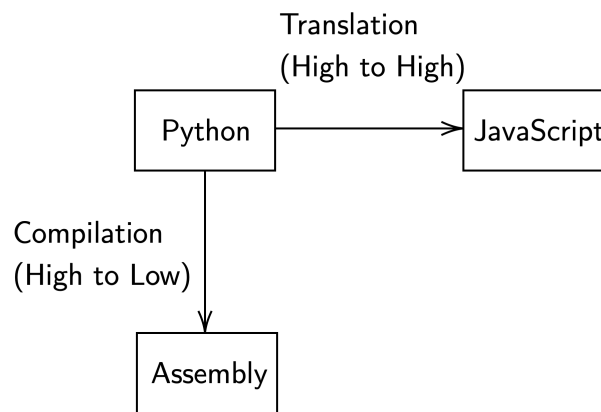 Translation
(High to High)
Python
JavaScript
Compilation
(High to Low)
Assembly